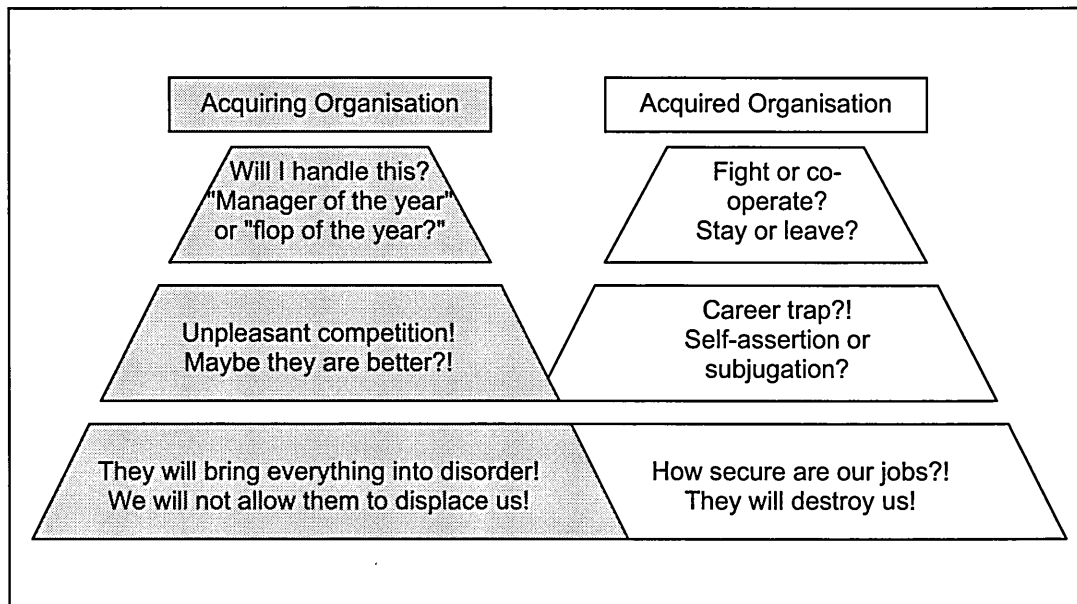 Acquiring Organisation
Acquired Organisation
Will I handle this?
"Manager of the year"
or "flop of the year?"
Fight or co-
operate?
Stay or leave?
Unpleasant competition!
Maybe they are better?!
Career trap?!
Self-assertion or
subjugation?
They will bring everything into disorder!
We will not allow them to displace us!
How secure are our jobs?!
They will destroy us!